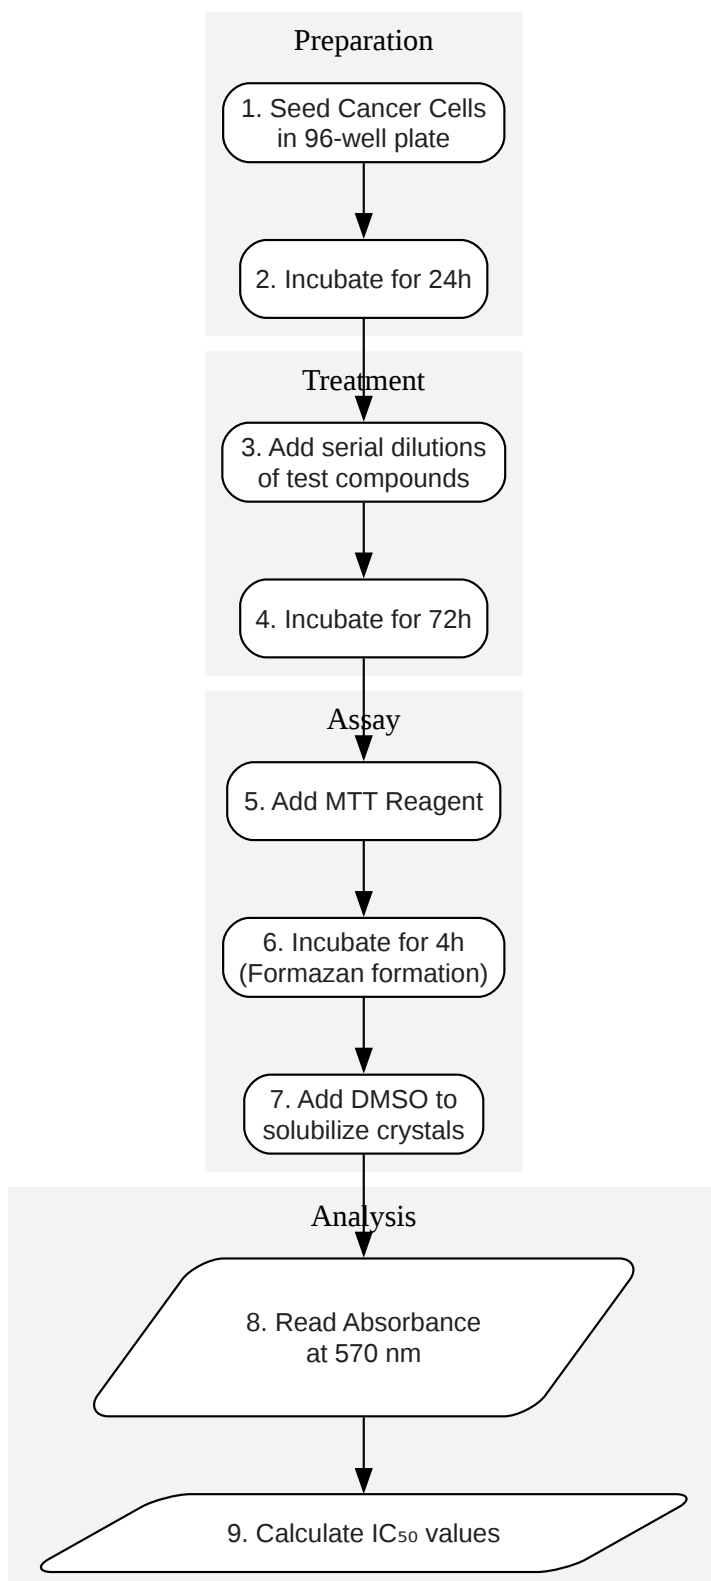 Preparation
1. Seed Cancer Cells
in 96-well plate
2. Incubate for 24h
Treatment
3. Add serial dilutions
of test compounds
4. Incubate for 72h
Assay
5. Add MTT Reagent
6. Incubate for 4h
(Formazan formation)
7. Add DMSO to
solubilize crystals
Analysis
8. Read Absorbance
at 570 nm
9. Calculate IC₅₀ values